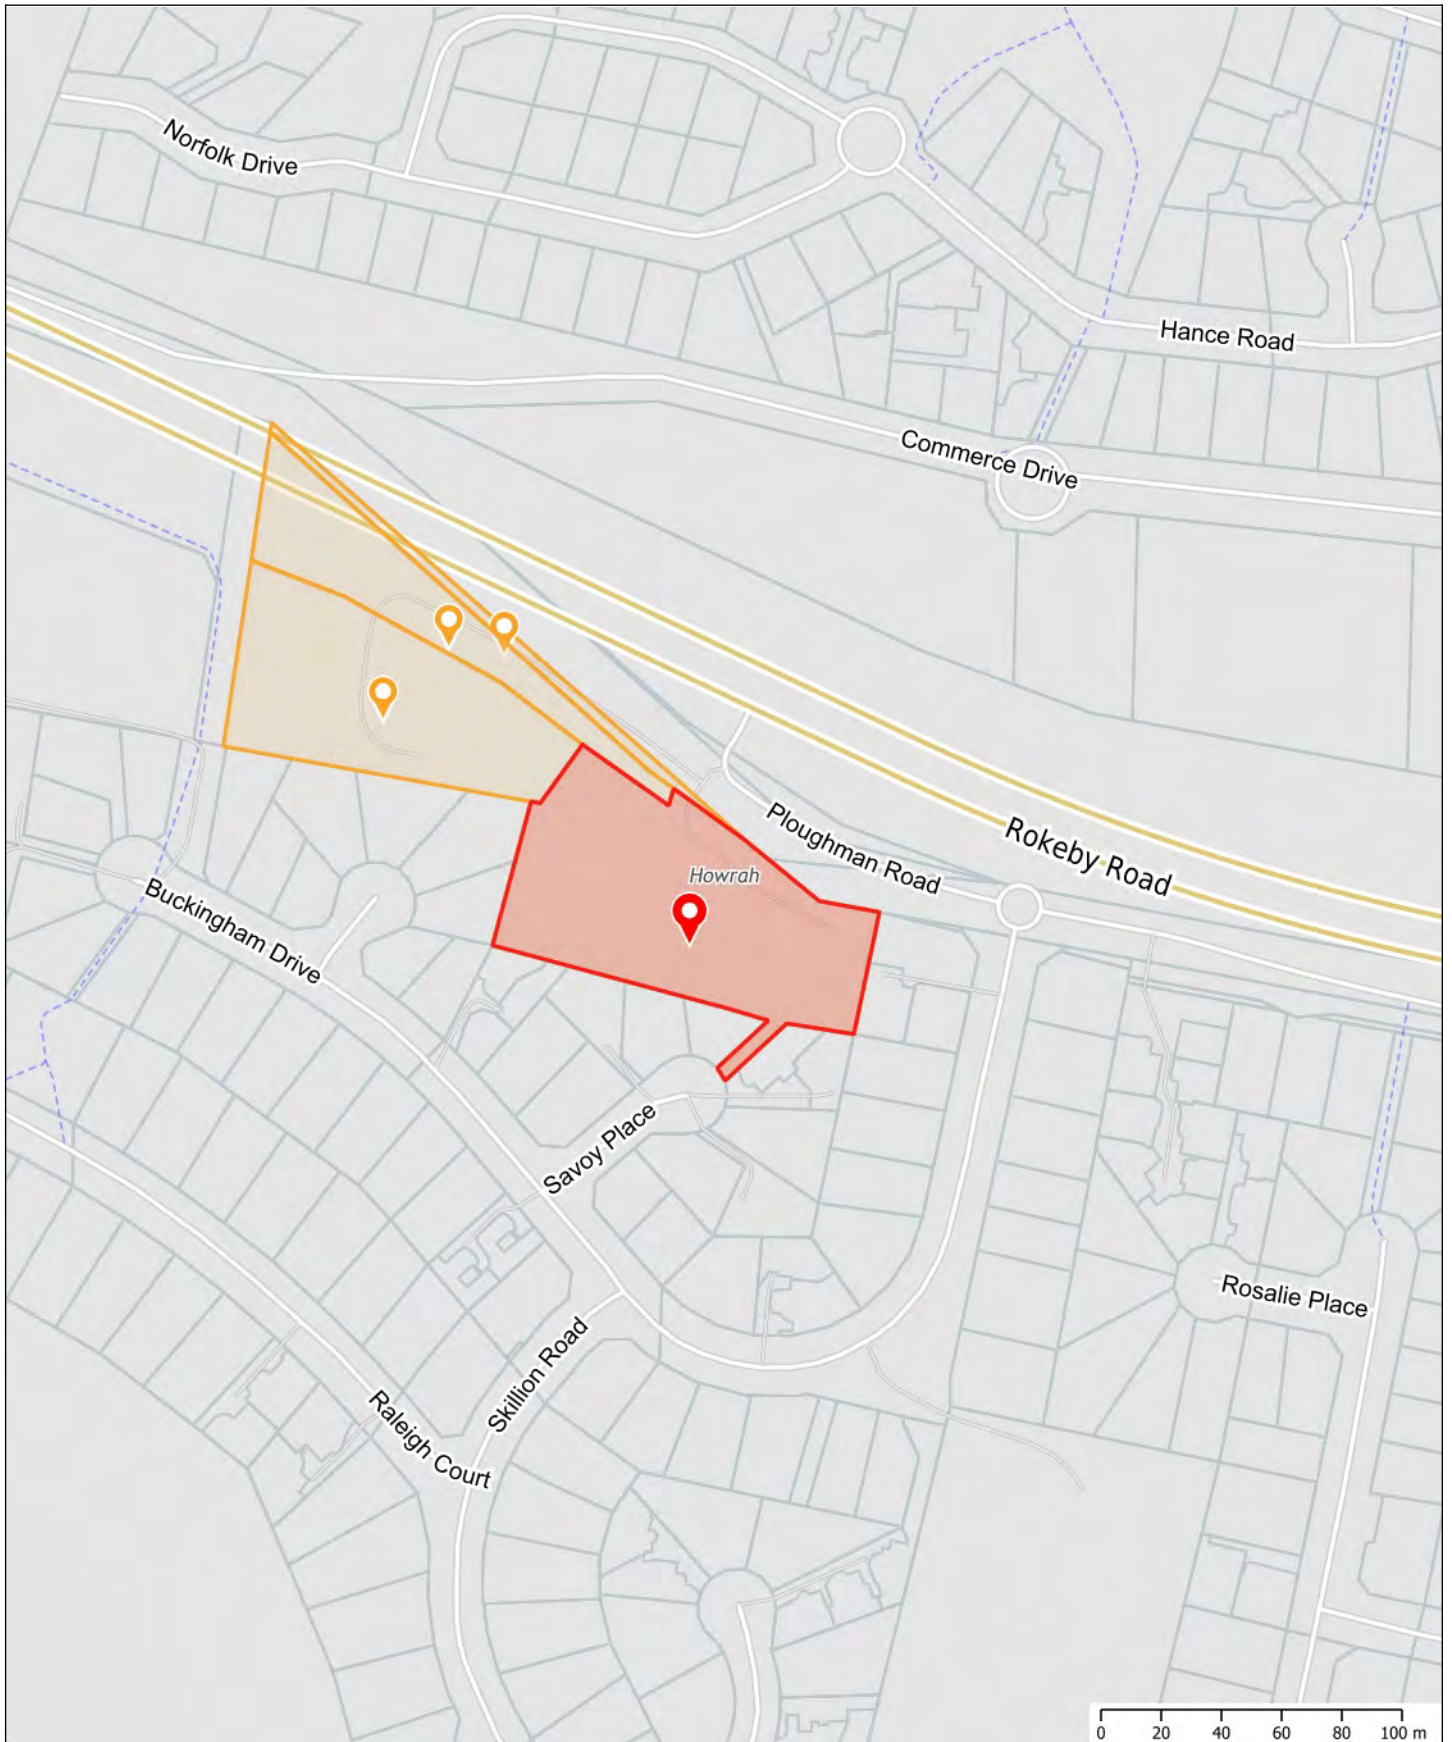 Norfolk Drive
Hance Road
Commerce Drive
Ploughman Road
Rokeby Road
Howrah
Buckingham Drive
Savoy Place
Rosalie Place
Skillion Road
Raleigh Court
0 20 40 60 80 100 m